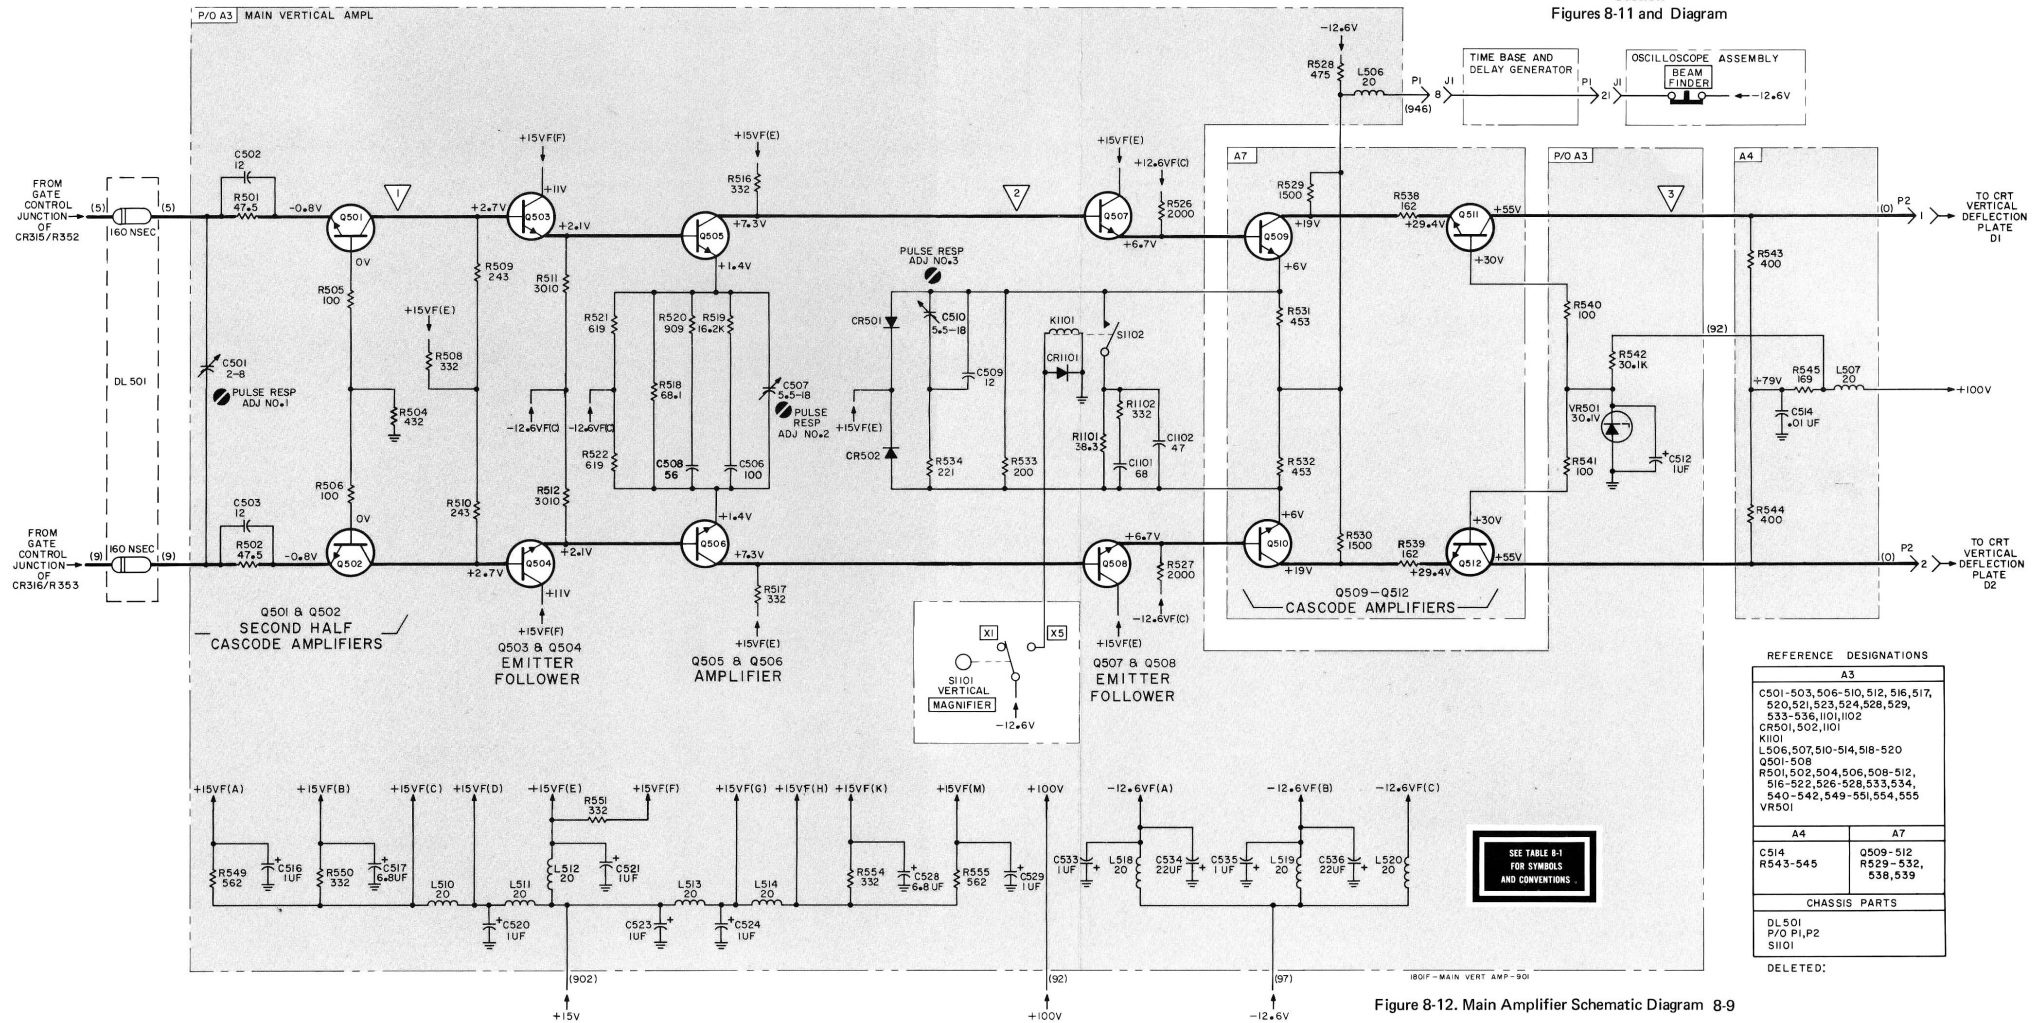 Figures 8-11 and Diagram
P/O A3 MAIN VERTICAL AMPL
-12.6V
R528
475
L506
20
P1
8
J1
(946)
TIME BASE AND
DELAY GENERATOR
P1
21
J1
OSCILLOSCOPE ASSEMBLY
BEAM
FINDER
-12.6V
FROM
GATE
CONTROL
JUNCTION
OF
CR315/R352
(5)
160 NSEC
(5)
C502
12
R501
47.5
-0.8V
Q501
0V
1
+15VF(F)
+11V
+2.7V
Q503
+2.1V
+15VF(E)
R516
332
Q505
+7.3V
+1.4V
2
+15VF(E)
Q507
+12.6VF(C)
R526
2000
+6.7V
A7
R529
1500
Q509
+19V
+6V
R538
162
+29.4V
Q511
+55V
+30V
P/O A3
3
A4
(0)
P2
1
TO CRT
VERTICAL
DEFLECTION
PLATE
D1
DL501
C501
2-8
PULSE RESP
ADJ NO.1
R505
100
R504
432
R506
100
+15VF(E)
R508
332
R509
243
R510
243
R511
3010
-12.6VF(C)
R512
3010
-12.6VF(C)
R521
619
R522
619
R520
909
R519
16.2K
R518
68.1
C508
56
C506
100
C507
5.5-18
PULSE
RESP
ADJ NO.2
PULSE RESP
ADJ NO.3
CR501
C510
5.5-18
C509
12
+15VF(E)
CR502
R534
221
R533
200
K1101
S1102
CR1101
R1102
332
R1101
38.3
C1101
68
C1102
47
R531
453
R532
453
R530
1500
R540
100
(92)
R542
30.1K
VR501
30.1V
R541
100
C512
1UF
R543
400
+79V
R545
169
L507
20
+100V
C514
.01 UF
R544
400
FROM
GATE
CONTROL
JUNCTION
OF
CR316/R353
(9)
160 NSEC
(9)
C503
12
R502
47.5
-0.8V
0V
Q502
+2.7V
Q504
+2.1V
+11V
+15VF(F)
Q506
+1.4V
+7.3V
R517
332
+15VF(E)
Q508
+6.7V
R527
2000
-12.6VF(C)
+15VF(E)
Q510
+6V
+19V
R539
162
+29.4V
+30V
Q512
+55V
(0)
P2
2
TO CRT
VERTICAL
DEFLECTION
PLATE
D2
Q501 & Q502
SECOND HALF
CASCODE AMPLIFIERS
Q503 & Q504
EMITTER
FOLLOWER
Q505 & Q506
AMPLIFIER
X1
X5
S1101
VERTICAL
MAGNIFIER
-12.6V
Q507 & Q508
EMITTER
FOLLOWER
Q509-Q512
CASCODE AMPLIFIERS
+15VF(A)
+15VF(B)
+15VF(C)
+15VF(D)
+15VF(E)
+15VF(F)
+15VF(G)
+15VF(H)
+15VF(K)
+15VF(M)
+100V
-12.6VF(A)
-12.6VF(B)
-12.6VF(C)
R549
562
C516
1UF
R550
332
C517
6.8UF
L510
20
C520
1UF
L511
20
L512
20
R551
332
C521
1UF
C523
1UF
L513
20
C524
1UF
L514
20
R554
332
C528
6.8UF
R555
562
C529
1UF
C533
1UF
L518
20
C534
22UF
C535
1UF
L519
20
C536
22UF
L520
20
(902)
+15V
(92)
+100V
(97)
-12.6V
SEE TABLE 8-1
FOR SYMBOLS
AND CONVENTIONS
REFERENCE DESIGNATIONS
A3
C501-503,506-510,512,516,517,
520,521,523,524,528,529,
533-536,1101,1102
CR501,502,1101
K1101
L506,507,510-514,518-520
Q501-508
R501,502,504,506,508-512,
516-522,526-528,533,534,
540-542,549-551,554,555
VR501
A4
A7
C514
R543-545
Q509-512
R529-532,
538,539
CHASSIS PARTS
DL501
P/O P1,P2
S1101
DELETED:
1801F-MAIN VERT AMP-901
Figure 8-12. Main Amplifier Schematic Diagram 8-9